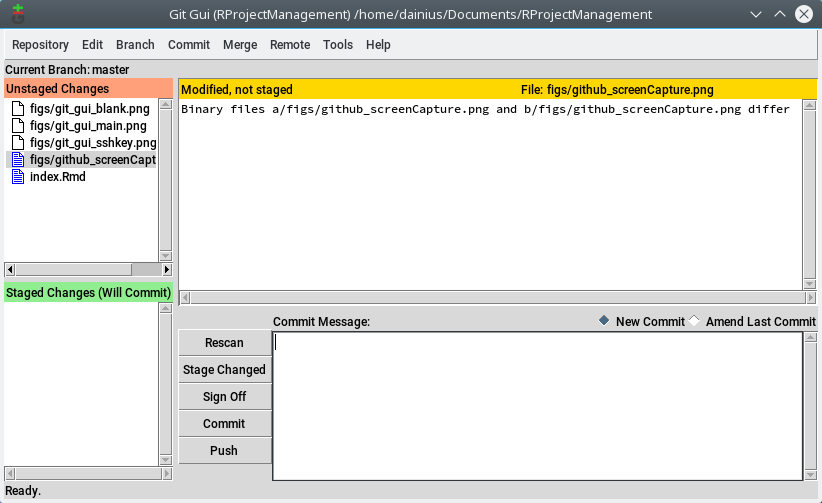 Git Gui (RProjectManagement) /home/dainius/Documents/RProjectManagement
Repository Edit Branch Commit Merge Remote Tools Help
Current Branch: master
Unstaged Changes
figs/git_gui_blank.png
figs/git_gui_main.png
figs/git_gui_sshkey.png
figs/github_screenCapt
index.Rmd
Staged Changes (Will Commit)
Modified, not staged File: figs/github_screenCapture.png
Binary files a/figs/github_screenCapture.png and b/figs/github_screenCapture.png differ
Commit Message: New Commit Amend Last Commit
Rescan
Stage Changed
Sign Off
Commit
Push
Ready.